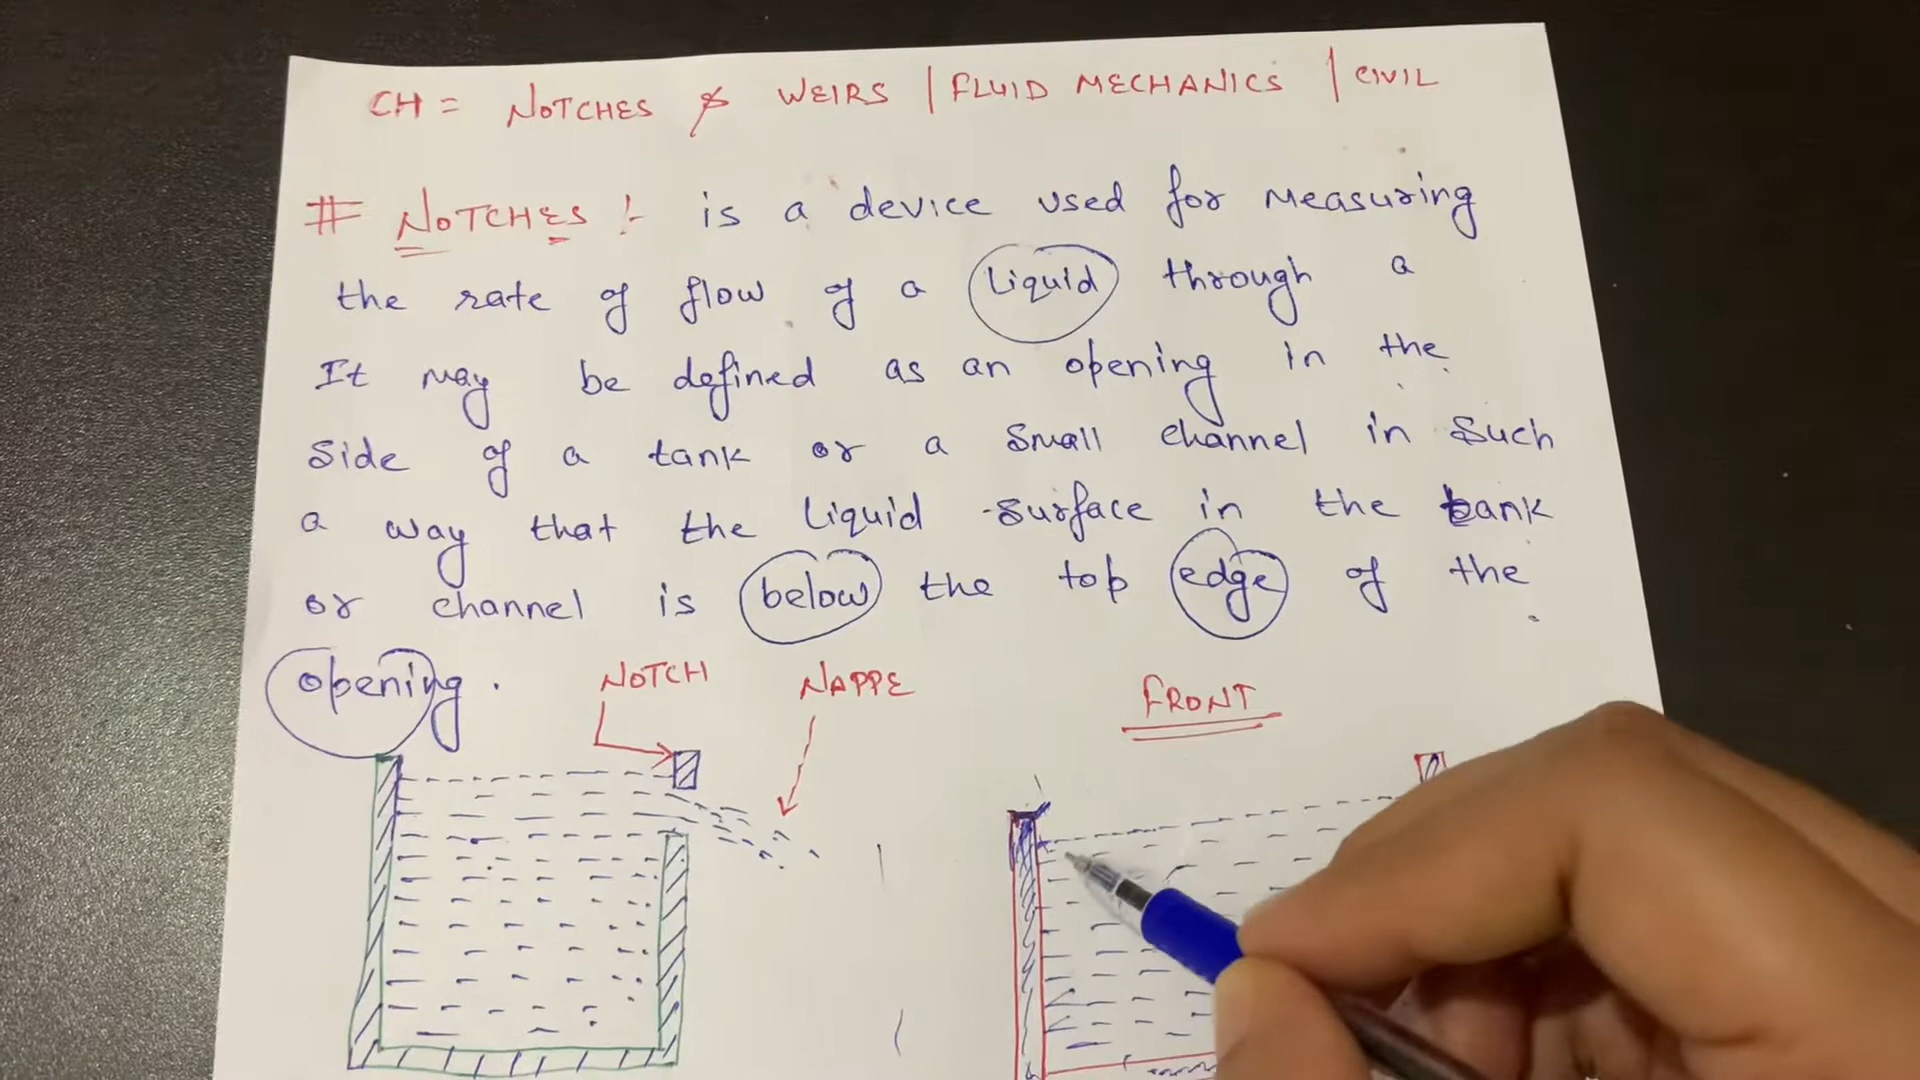 CH = NOTCHES & WEIRS | FLUID MECHANICS | CIVIL
# NOTCHES :- is a device used for measuring
the rate of flow of a liquid through a
It may be defined as an opening in the
side of a tank or a small channel in such
a way that the liquid surface in the tank
or channel is below the top edge of the
opening.
NOTCH NAPPE FRONT